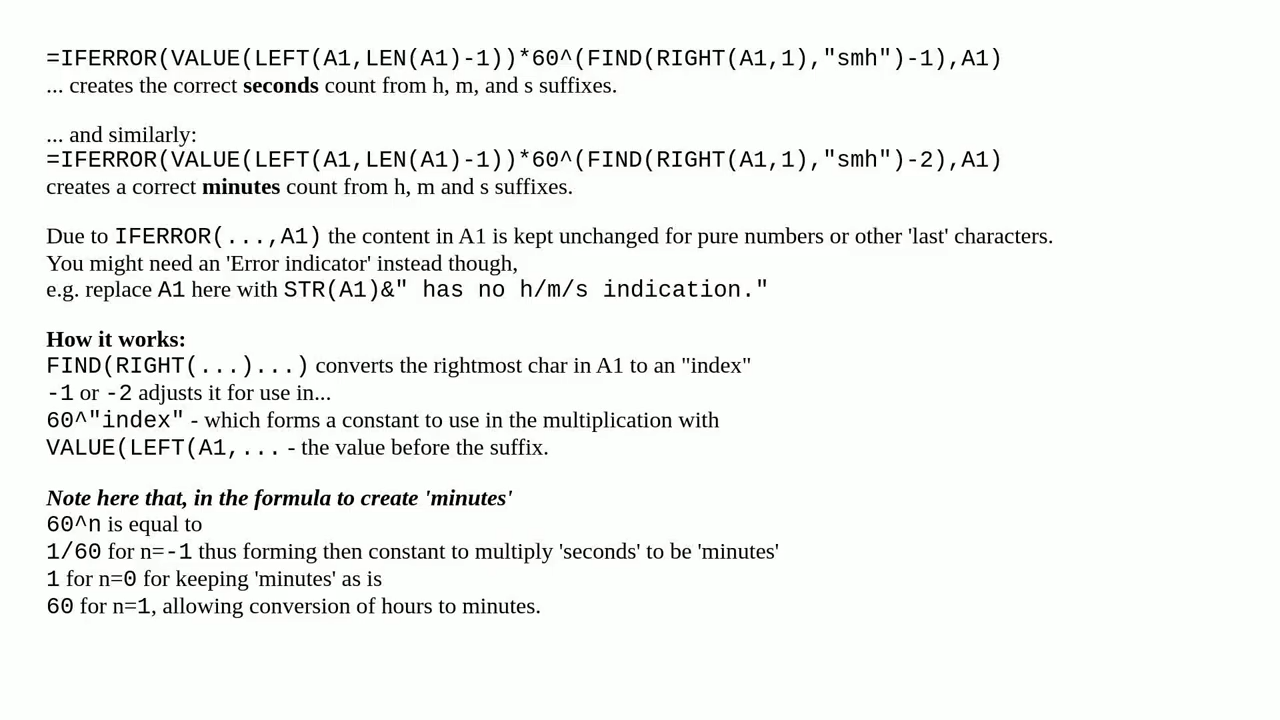 =IFERROR(VALUE(LEFT(A1,LEN(A1)-1))*60^(FIND(RIGHT(A1,1),"smh")-1),A1)
... creates the correct seconds count from h, m, and s suffixes.
... and similarly:
=IFERROR(VALUE(LEFT(A1,LEN(A1)-1))*60^(FIND(RIGHT(A1,1),"smh")-2),A1)
creates a correct minutes count from h, m and s suffixes.
Due to IFERROR(...,A1) the content in A1 is kept unchanged for pure numbers or other 'last' characters.
You might need an 'Error indicator' instead though,
e.g. replace A1 here with STR(A1)&" has no h/m/s indication."
How it works:
FIND(RIGHT(...)...) converts the rightmost char in A1 to an "index"
-1 or -2 adjusts it for use in...
60^"index" - which forms a constant to use in the multiplication with
VALUE(LEFT(A1,... - the value before the suffix.
Note here that, in the formula to create 'minutes'
60^n is equal to
1/60 for n=-1 thus forming then constant to multiply 'seconds' to be 'minutes'
1 for n=0 for keeping 'minutes' as is
60 for n=1, allowing conversion of hours to minutes.